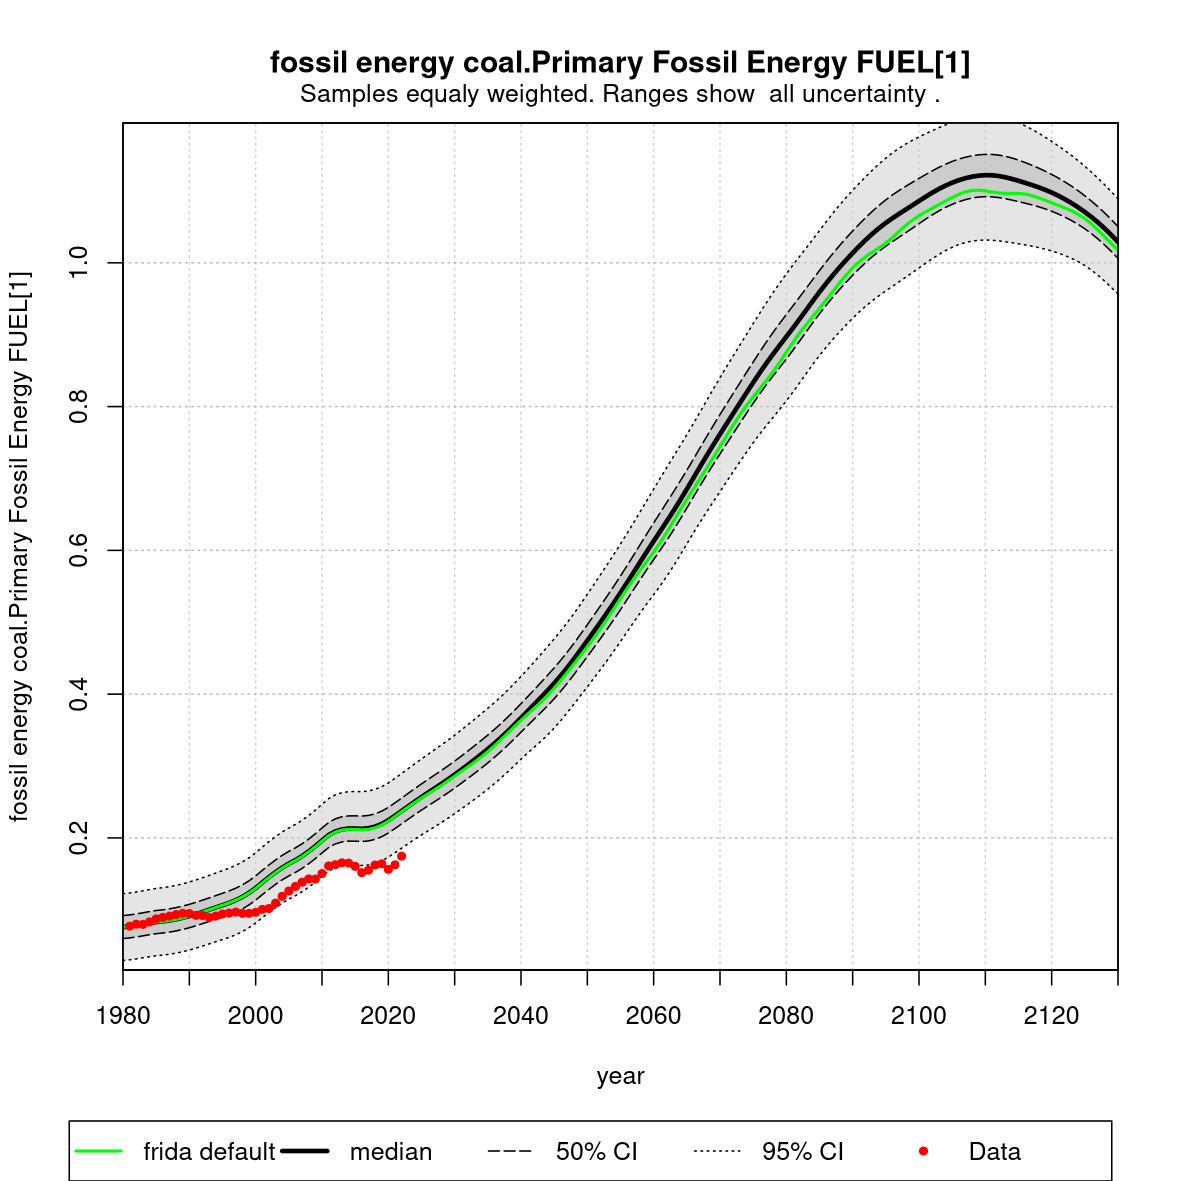 fossil energy coal.Primary Fossil Energy FUEL[1]
Samples equaly weighted. Ranges show  all uncertainty .
fossil energy coal.Primary Fossil Energy FUEL[1]
1.0
0.8
0.6
0.4
0.2
1980 2000 2020 2040 2060 2080 2100 2120
year
frida default median 50% CI 95% CI Data